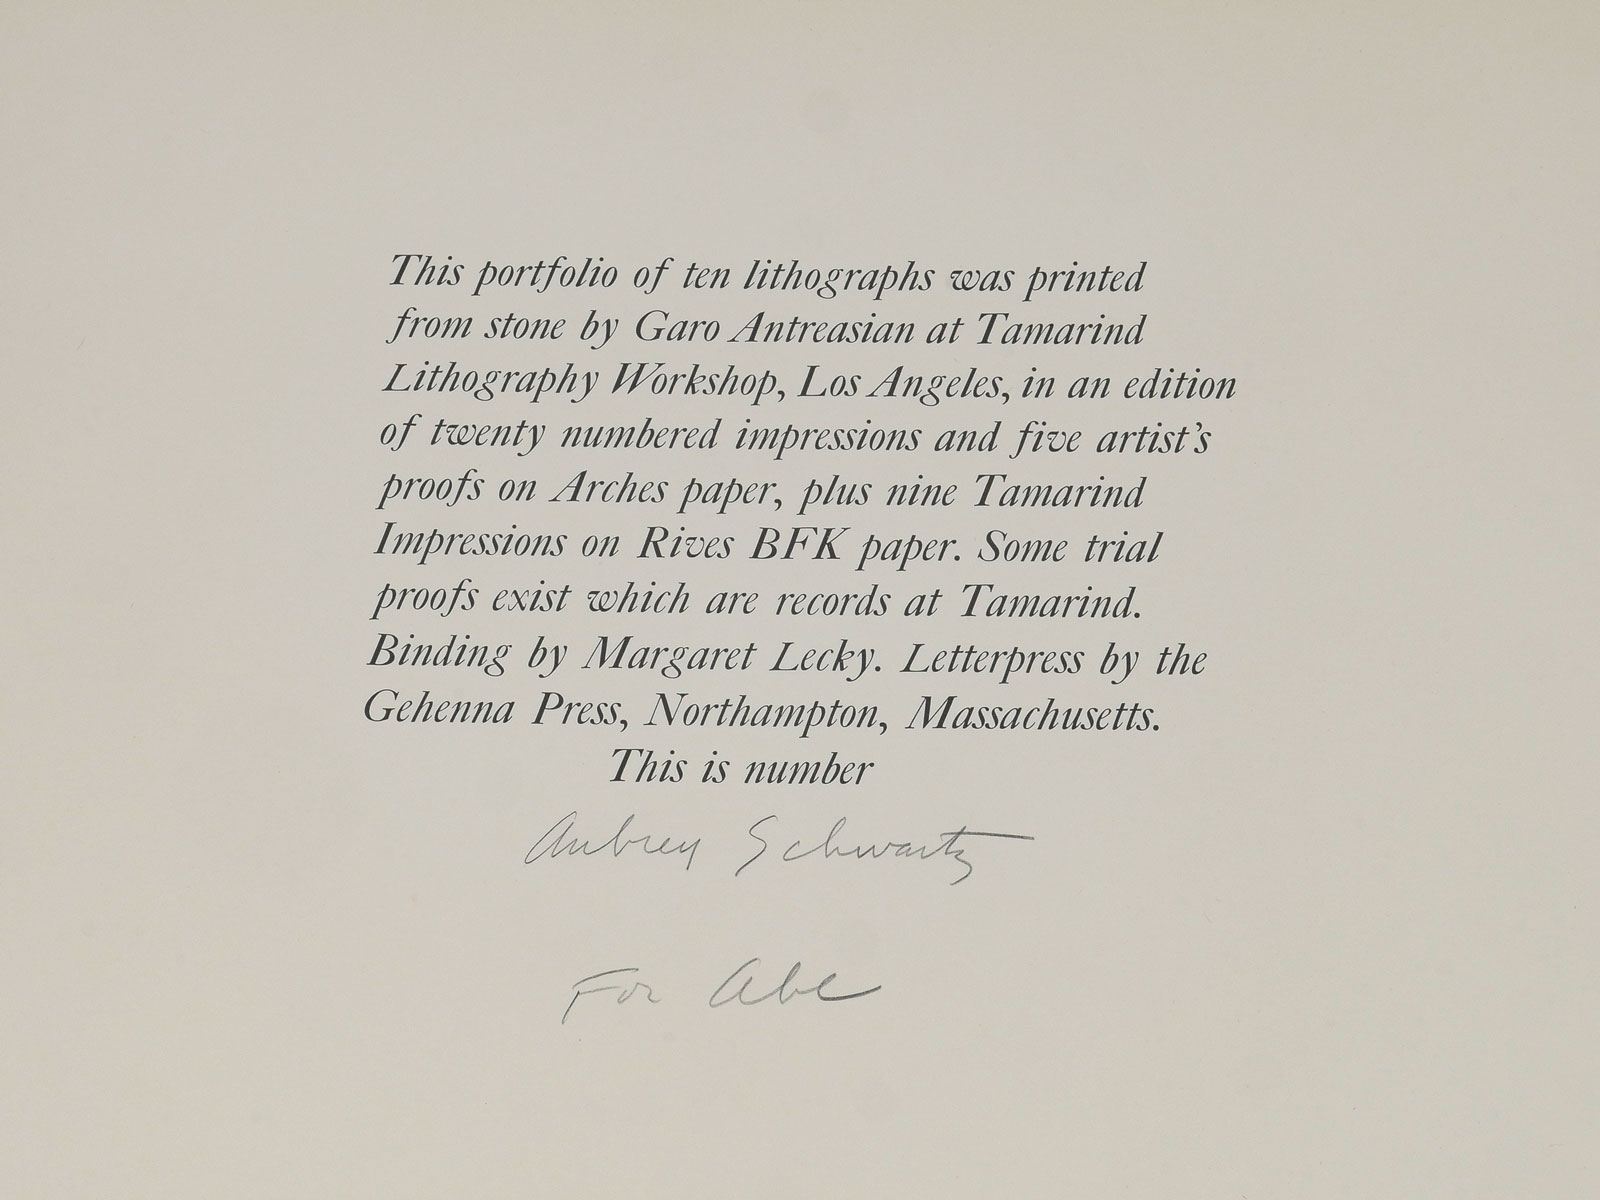 This portfolio of ten lithographs was printed
from stone by Garo Antreasian at Tamarind
Lithography Workshop, Los Angeles, in an edition
of twenty numbered impressions and five artist's
proofs on Arches paper, plus nine Tamarind
Impressions on Rives BFK paper. Some trial
proofs exist which are records at Tamarind.
Binding by Margaret Lecky. Letterpress by the
Gehenna Press, Northampton, Massachusetts.
This is number
Aubrey Schwartz
For Abe